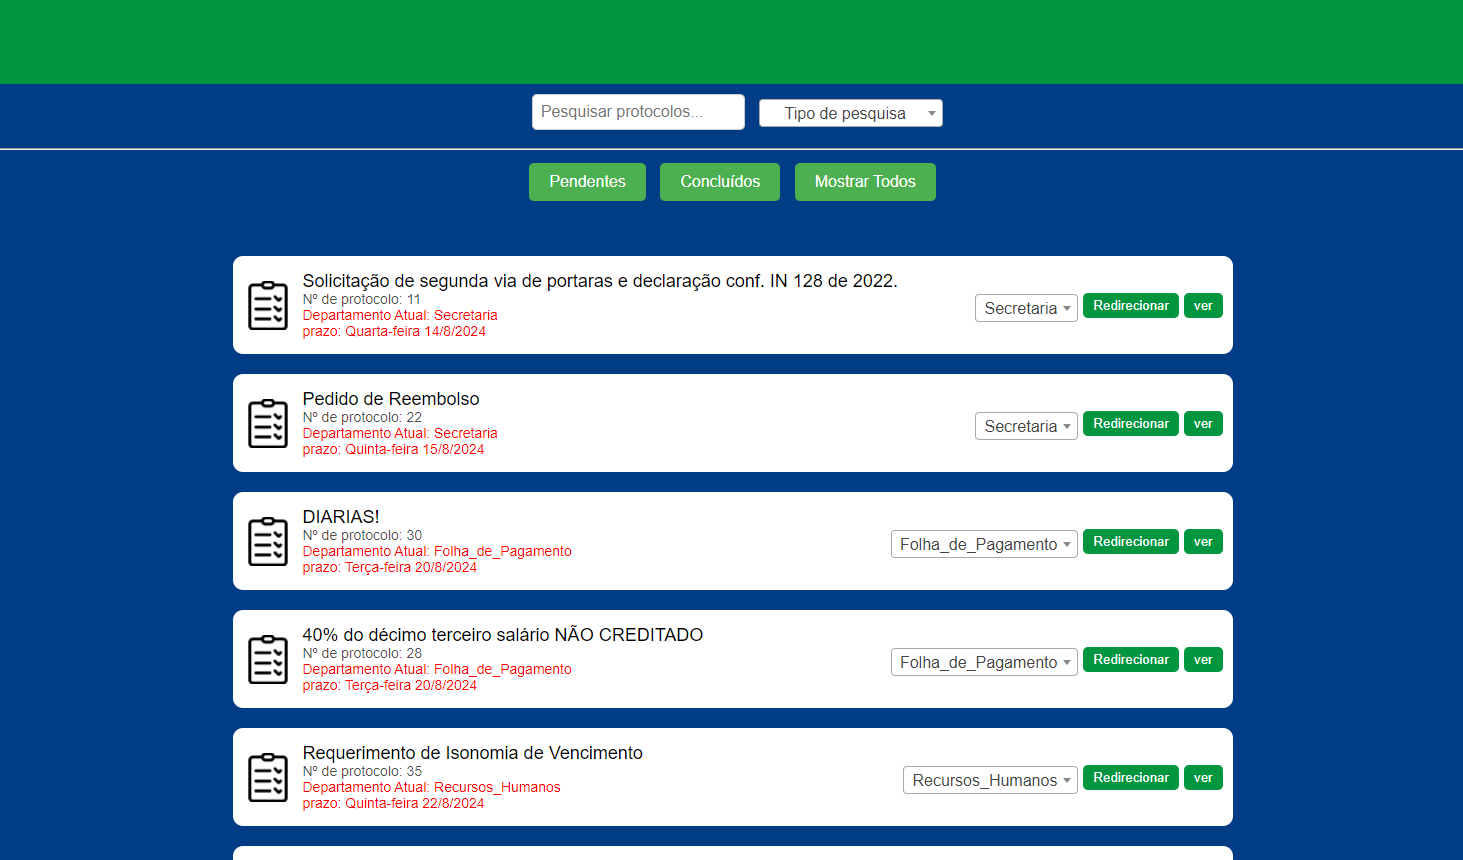 Pesquisar protocolos...
Tipo de pesquisa
Pendentes
Concluídos
Mostrar Todos
Solicitação de segunda via de portaras e declaração conf. IN 128 de 2022.
Nº de protocolo: 11
Departamento Atual: Secretaria
prazo: Quarta-feira 14/8/2024
Secretaria
Redirecionar
ver
Pedido de Reembolso
Nº de protocolo: 22
Departamento Atual: Secretaria
prazo: Quinta-feira 15/8/2024
Secretaria
Redirecionar
ver
DIARIAS!
Nº de protocolo: 30
Departamento Atual: Folha_de_Pagamento
prazo: Terça-feira 20/8/2024
Folha_de_Pagamento
Redirecionar
ver
40% do décimo terceiro salário NÃO CREDITADO
Nº de protocolo: 28
Departamento Atual: Folha_de_Pagamento
prazo: Terça-feira 20/8/2024
Folha_de_Pagamento
Redirecionar
ver
Requerimento de Isonomia de Vencimento
Nº de protocolo: 35
Departamento Atual: Recursos_Humanos
prazo: Quinta-feira 22/8/2024
Recursos_Humanos
Redirecionar
ver